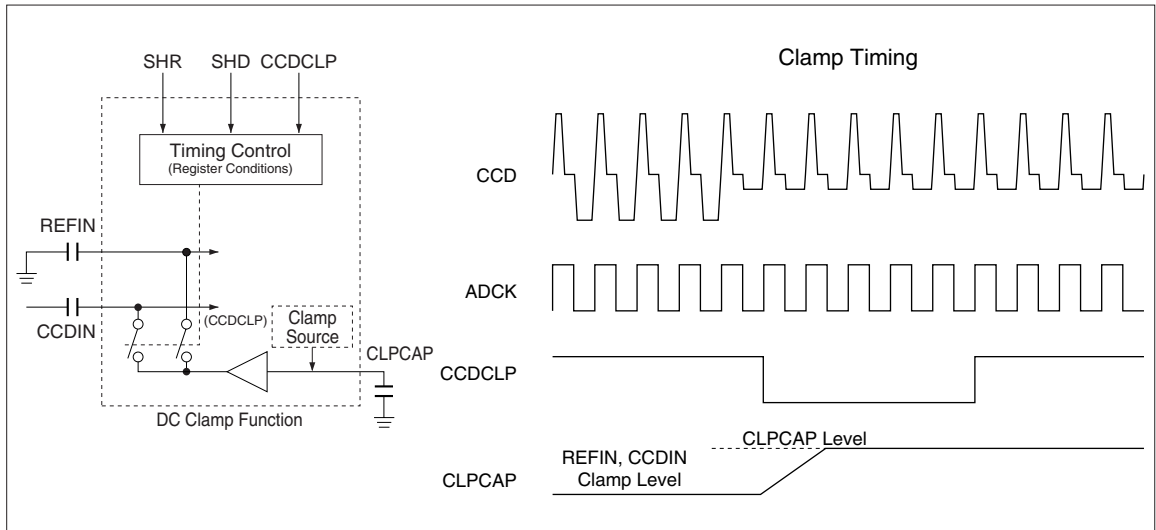 SHR SHD CCDCLP
Timing Control
(Register Conditions)
REFIN
CCDIN
(CCDCLP)
Clamp
Source
CLPCAP
DC Clamp Function
Clamp Timing
CCD
ADCK
CCDCLP
CLPCAP Level
REFIN, CCDIN
Clamp Level
CLPCAP